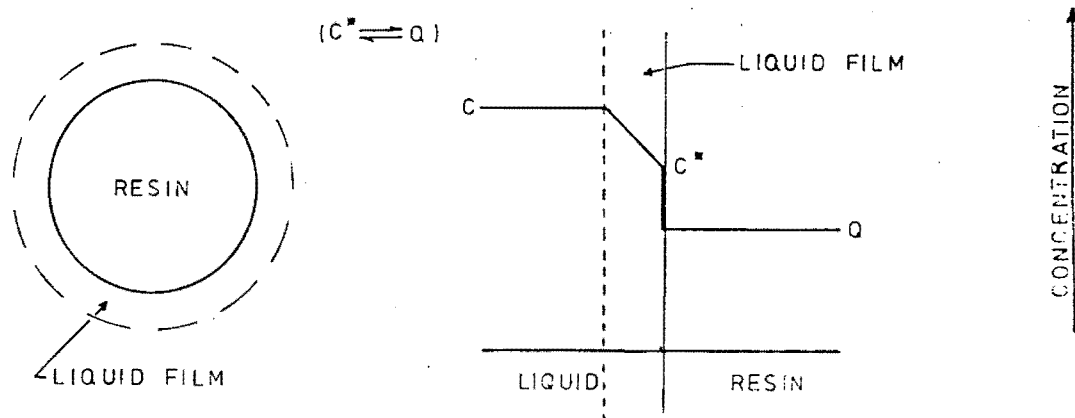 (C* ⇌ Q)
LIQUID FILM
C
CONCENTRATION
RESIN
C*
Q
LIQUID FILM
LIQUID
RESIN